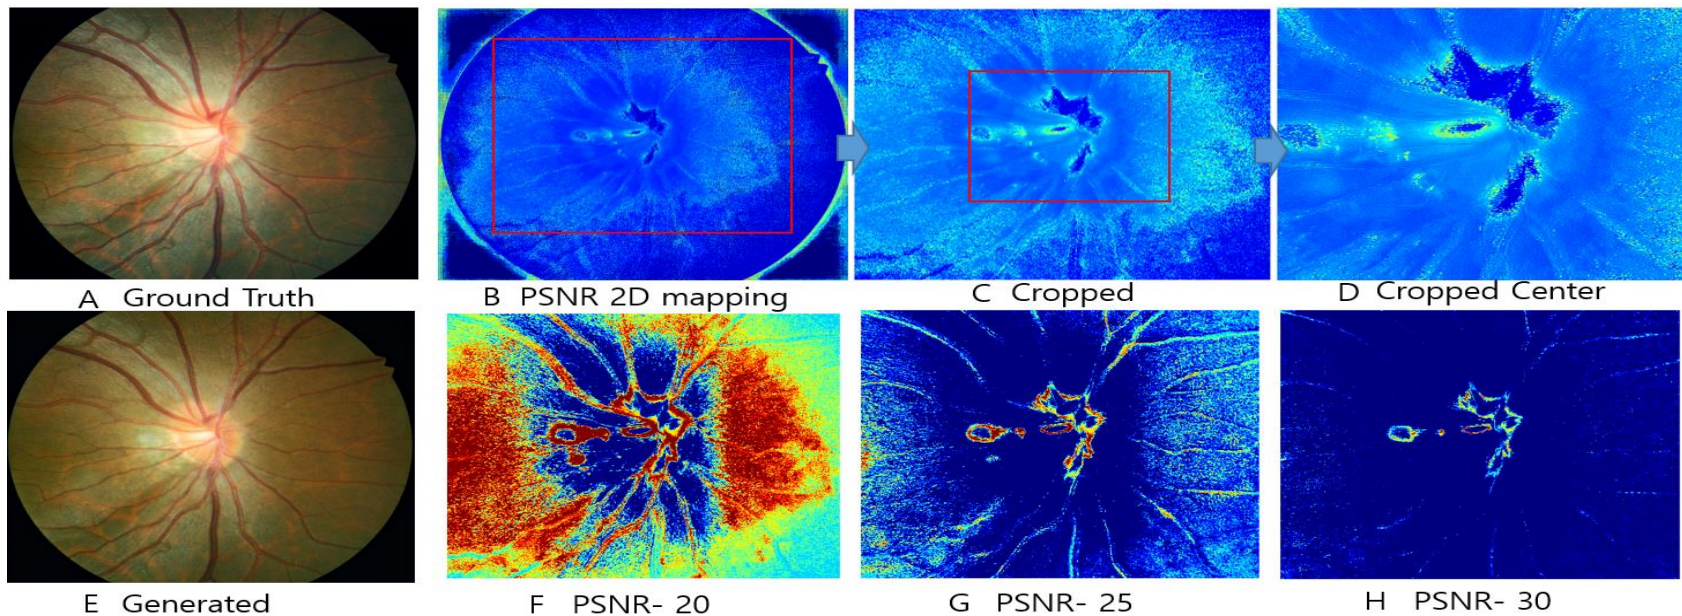 A Ground Truth
B PSNR 2D mapping
C Cropped
D Cropped Center
E Generated
F PSNR- 20
G PSNR- 25
H PSNR- 30